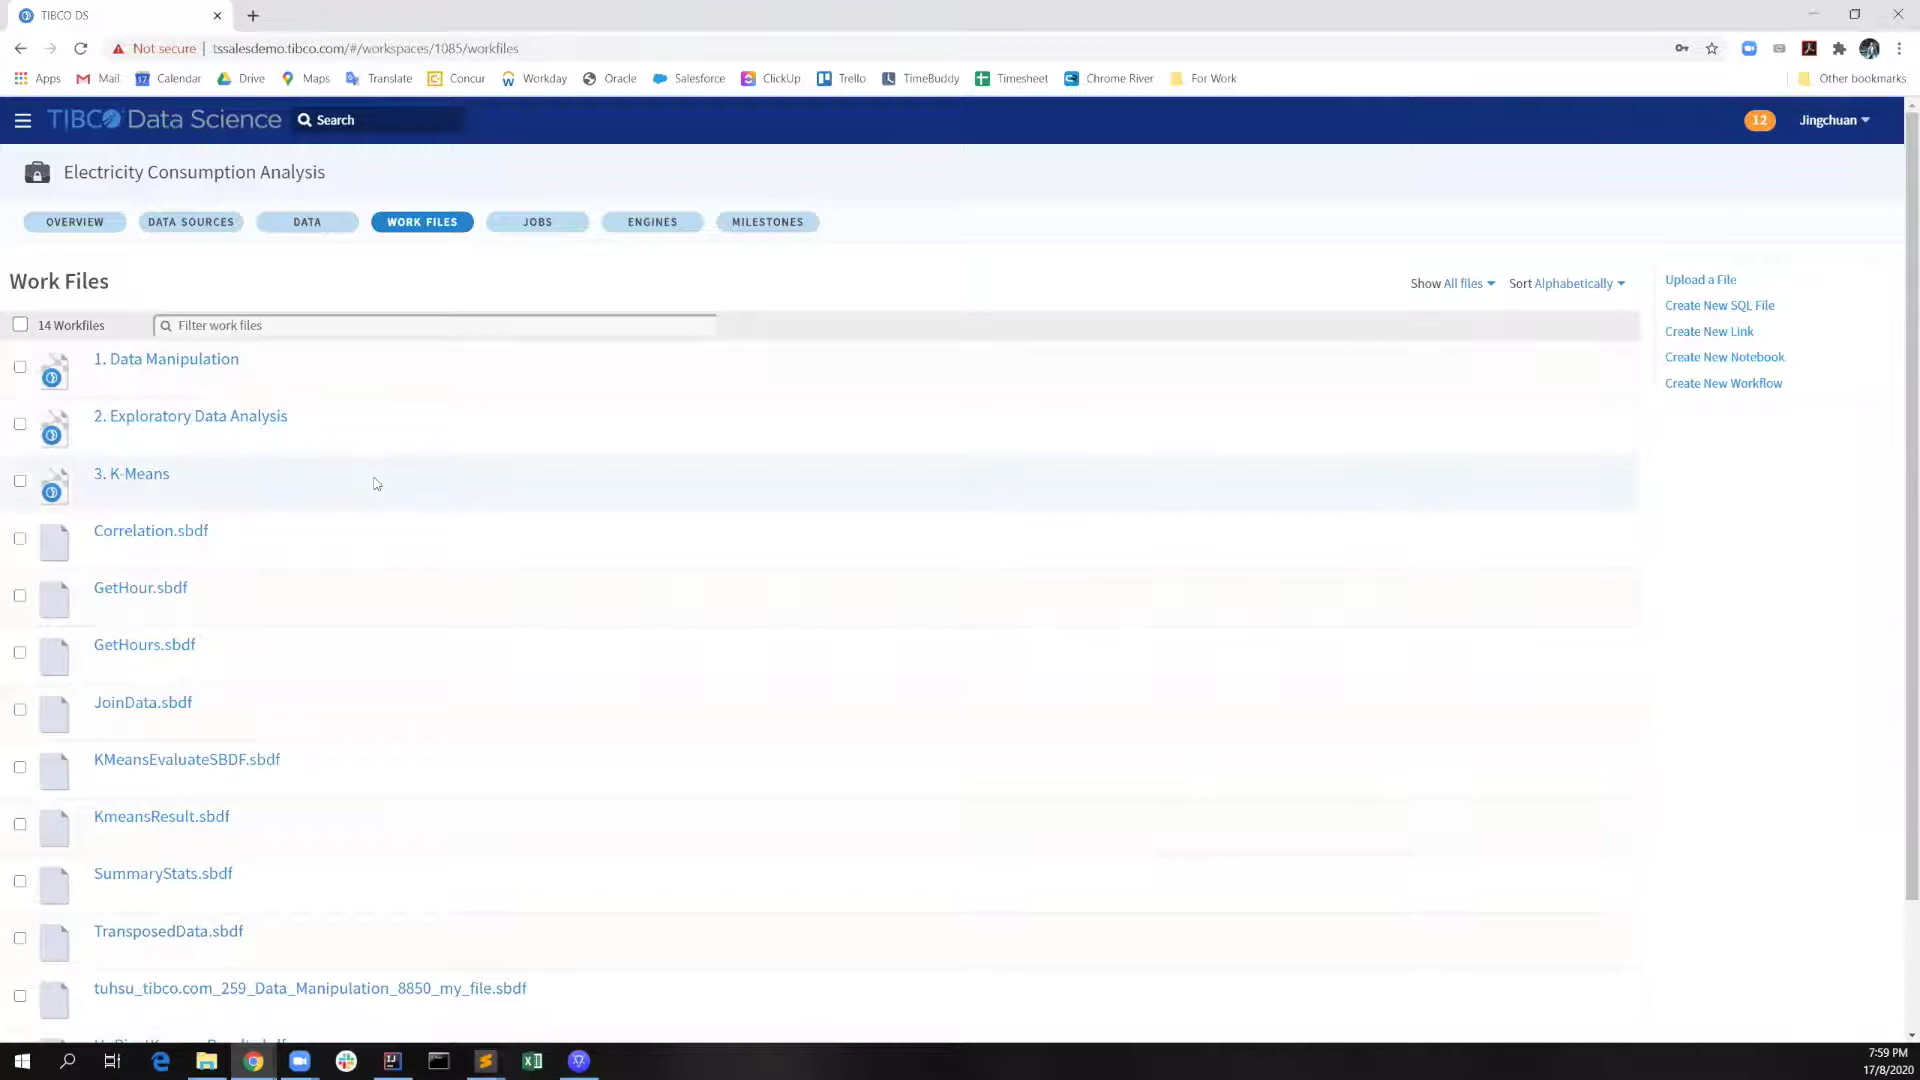 TIBCO DS
Not secure | tssalesdemo.tibco.com/#/workspaces/1085/workfiles
Apps Mail Calendar Drive Maps Translate Concur Workday Oracle Salesforce ClickUp Trello TimeBuddy Timesheet Chrome River For Work Other bookmarks
TIBCO Data Science Search 12 Jingchuan
Electricity Consumption Analysis
OVERVIEW DATA SOURCES DATA WORK FILES JOBS ENGINES MILESTONES
Work Files
Show All files Sort Alphabetically
14 Workfiles Filter work files
1. Data Manipulation
2. Exploratory Data Analysis
3. K-Means
Correlation.sbdf
GetHour.sbdf
GetHours.sbdf
JoinData.sbdf
KMeansEvaluateSBDF.sbdf
KmeansResult.sbdf
SummaryStats.sbdf
TransposedData.sbdf
tuhsu_tibco.com_259_Data_Manipulation_8850_my_file.sbdf
Upload a File
Create New SQL File
Create New Link
Create New Notebook
Create New Workflow
7:59 PM
17/8/2020